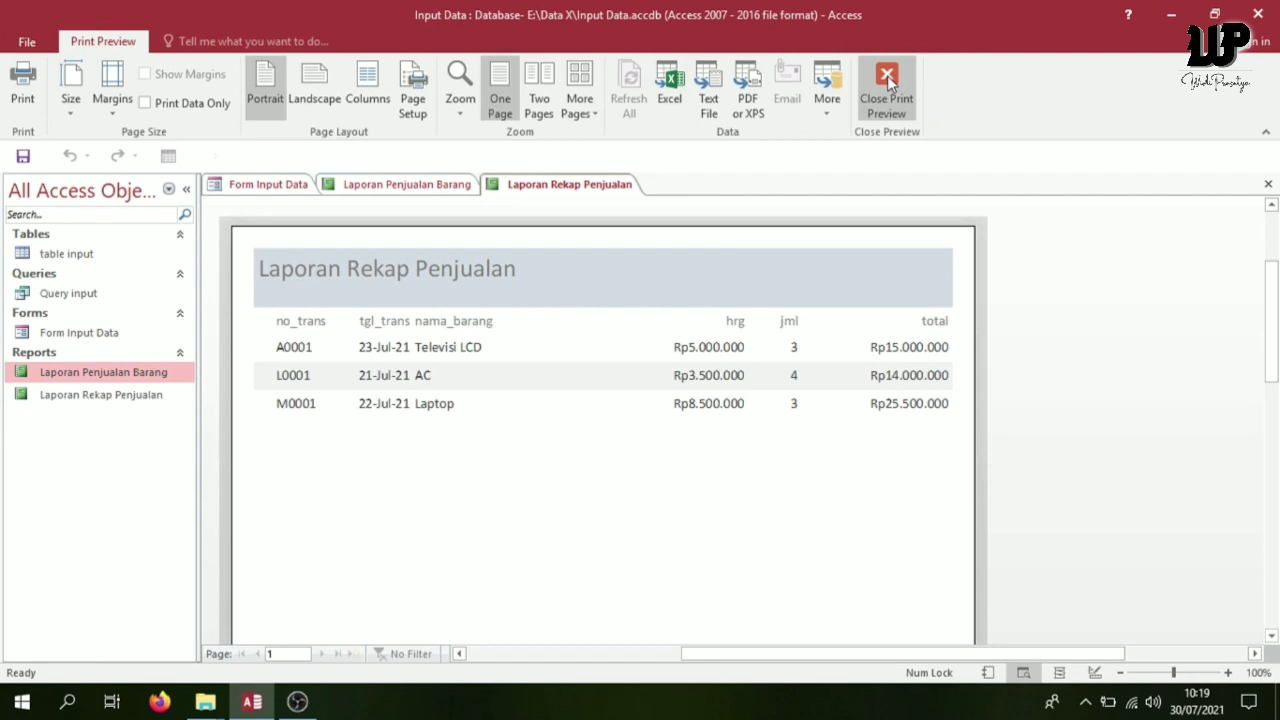 Input Data : Database- E:\Data X\Input Data.accdb (Access 2007 - 2016 file format) - Access
File
Print Preview
Tell me what you want to do...
in
Print
Size
Margins
Show Margins
Print Data Only
Portrait
Landscape
Columns
Page Setup
Zoom
One Page
Two Pages
More Pages
Refresh All
Excel
Text File
PDF or XPS
Email
More
Close Print Preview
Print
Page Size
Page Layout
Zoom
Data
Close Preview
All Access Obje...
Form Input Data
Laporan Penjualan Barang
Laporan Rekap Penjualan
Search...
Tables
table input
Queries
Query input
Forms
Form Input Data
Reports
Laporan Penjualan Barang
Laporan Rekap Penjualan
Laporan Rekap Penjualan
no_trans tgl_trans nama_barang hrg jml total
A0001 23-Jul-21 Televisi LCD Rp5.000.000 3 Rp15.000.000
L0001 21-Jul-21 AC Rp3.500.000 4 Rp14.000.000
M0001 22-Jul-21 Laptop Rp8.500.000 3 Rp25.500.000
Page: 1 No Filter
Ready
Num Lock
100%
10:19
30/07/2021